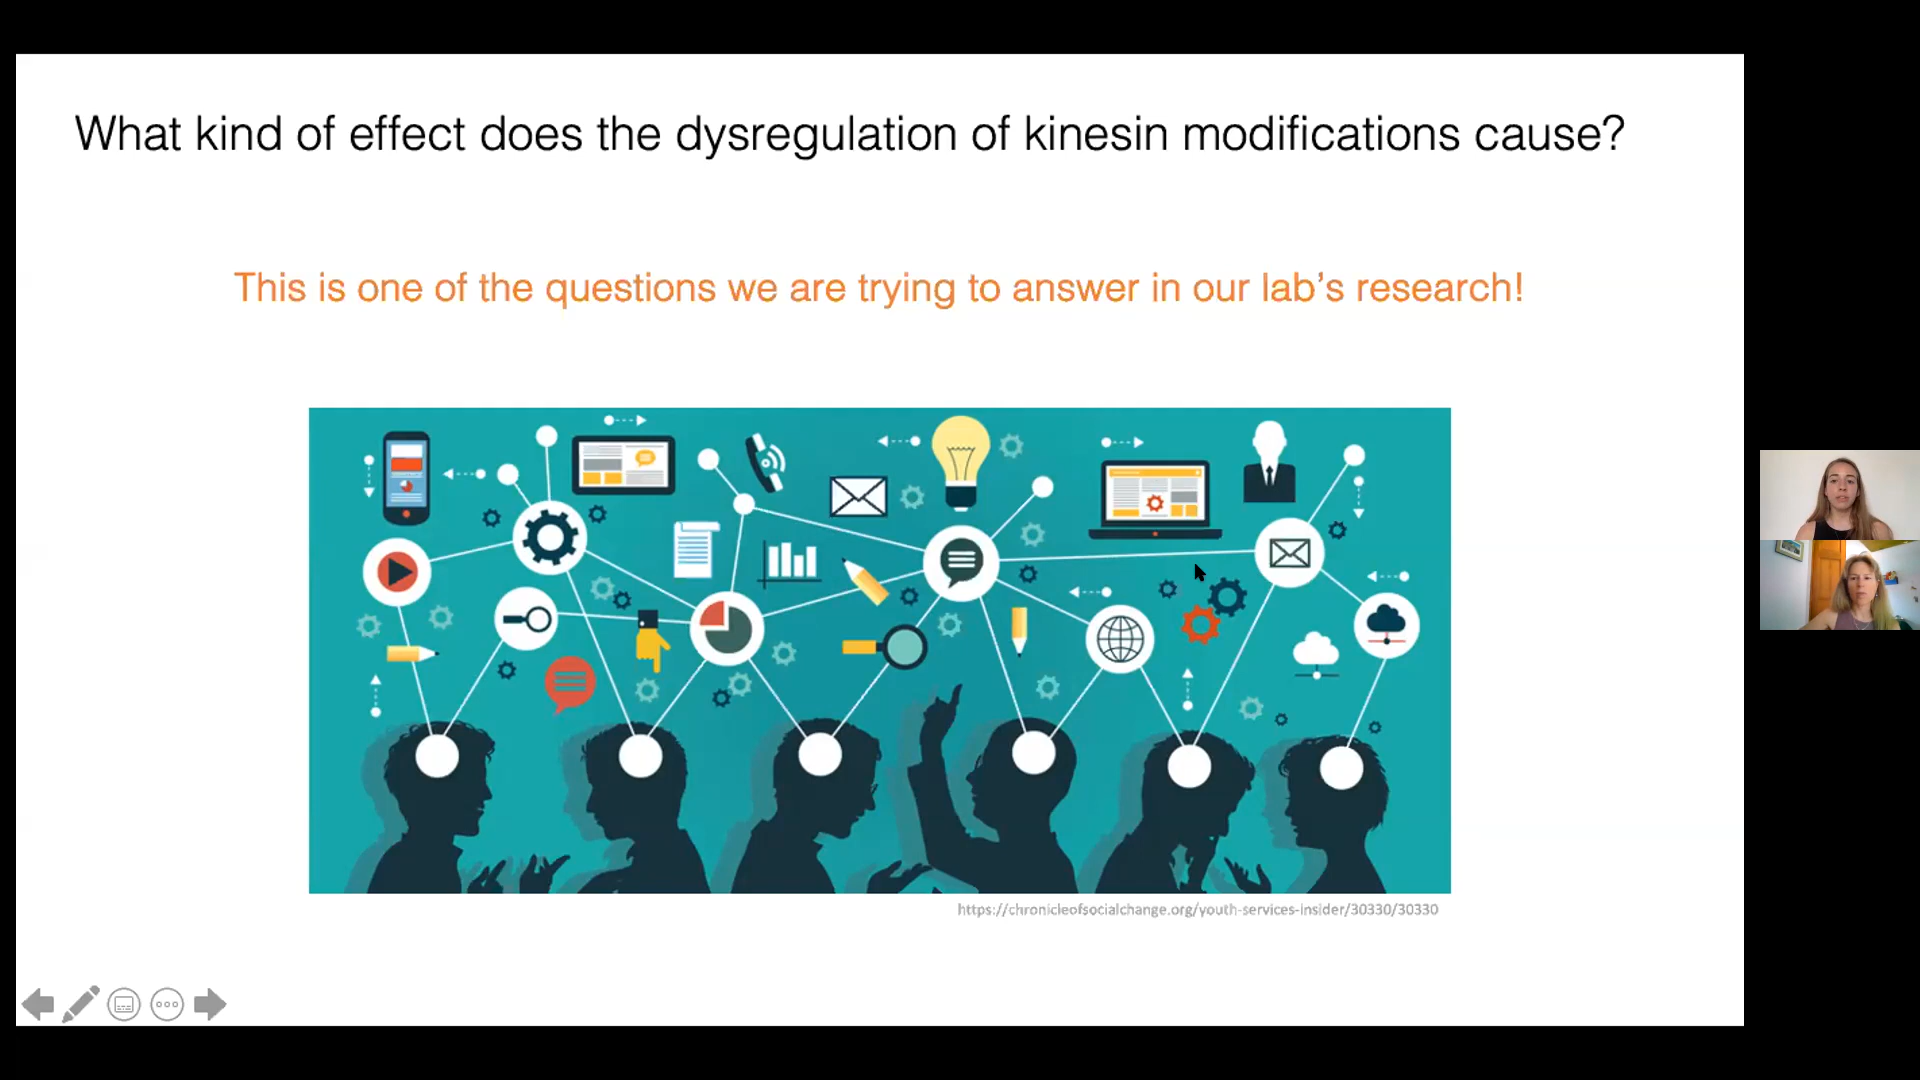 What kind of effect does the dysregulation of kinesin modifications cause?
This is one of the questions we are trying to answer in our lab’s research!
https://chronicleofsocialchange.org/youth-services-insider/30330/30330